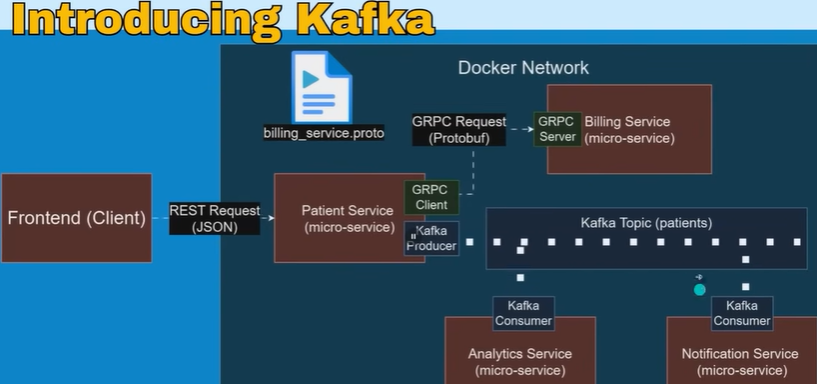 Introducing Kafka
Docker Network
billing_service.proto
GRPC Request
(Protobuf)
GRPC
Server
Billing Service
(micro-service)
Frontend (Client)
REST Request
(JSON)
Patient Service
(micro-service)
GRPC
Client
Kafka
Producer
Kafka Topic (patients)
Kafka
Consumer
Analytics Service
(micro-service)
Kafka
Consumer
Notification Service
(micro-service)